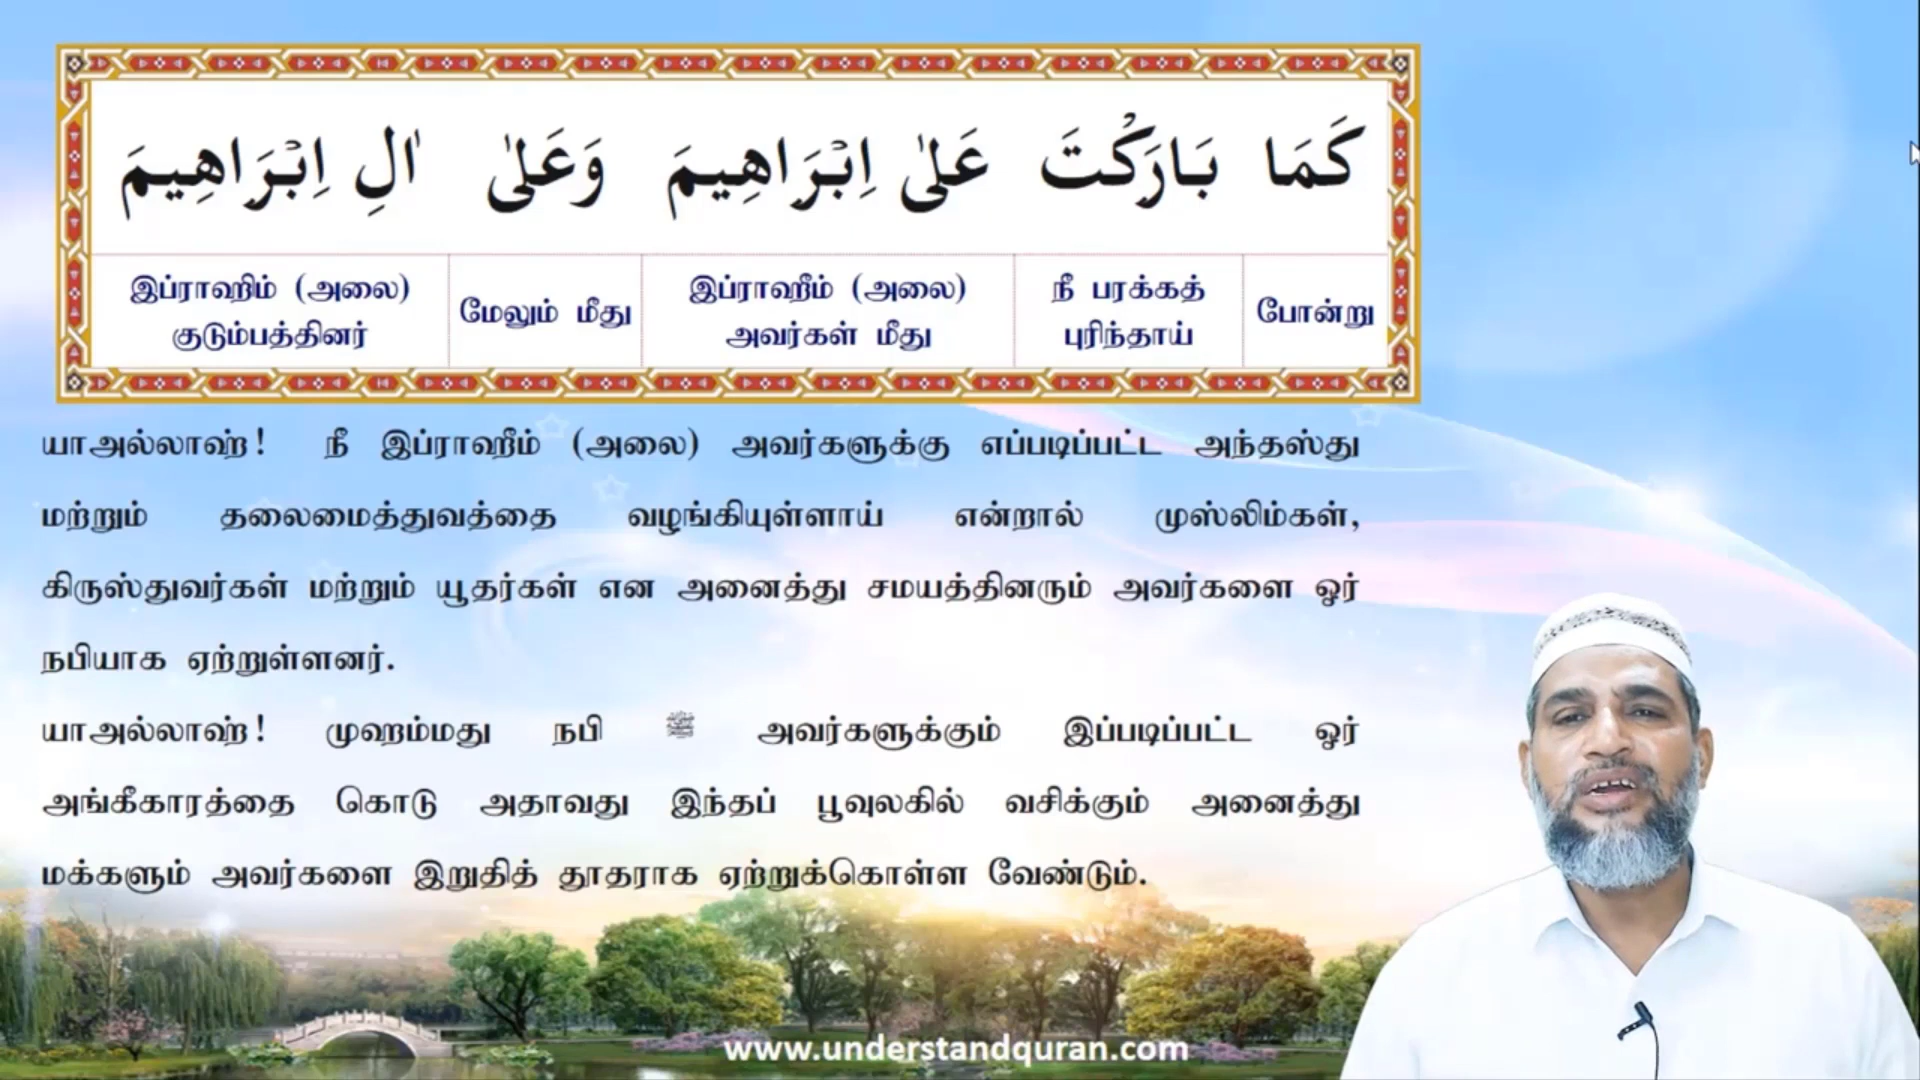 كَمَا بَارَكْتَ عَلىٰ اِبْرَاهِيمَ وَعَلىٰ اٰلِ اِبْرَاهِيمَ
இப்ராஹிம் (அலை) குடும்பத்தினர்
மேலும் மீது
இப்ராஹீம் (அலை) அவர்கள் மீது
நீ பரக்கத் புரிந்தாய்
போன்று
யாஅல்லாஹ்! நீ இப்ராஹீம் (அலை) அவர்களுக்கு எப்படிப்பட்ட அந்தஸ்து
மற்றும் தலைமைத்துவத்தை வழங்கியுள்ளாய் என்றால் முஸ்லிம்கள்,
கிருஸ்துவர்கள் மற்றும் யூதர்கள் என அனைத்து சமயத்தினரும் அவர்களை ஓர்
நபியாக ஏற்றுள்ளனர்.
யாஅல்லாஹ்! முஹம்மது நபி ﷺ அவர்களுக்கும் இப்படிப்பட்ட ஓர்
அங்கீகாரத்தை கொடு அதாவது இந்தப் பூவுலகில் வசிக்கும் அனைத்து
மக்களும் அவர்களை இறுதித் தூதராக ஏற்றுக்கொள்ள வேண்டும்.
www.understandquran.com